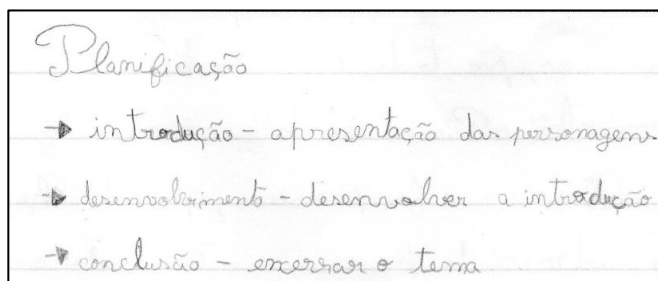 Planificação
→ introdução - apresentação das personagens
→ desenvolvimento - desenvolver a introdução
→ conclusão - encerrar o tema